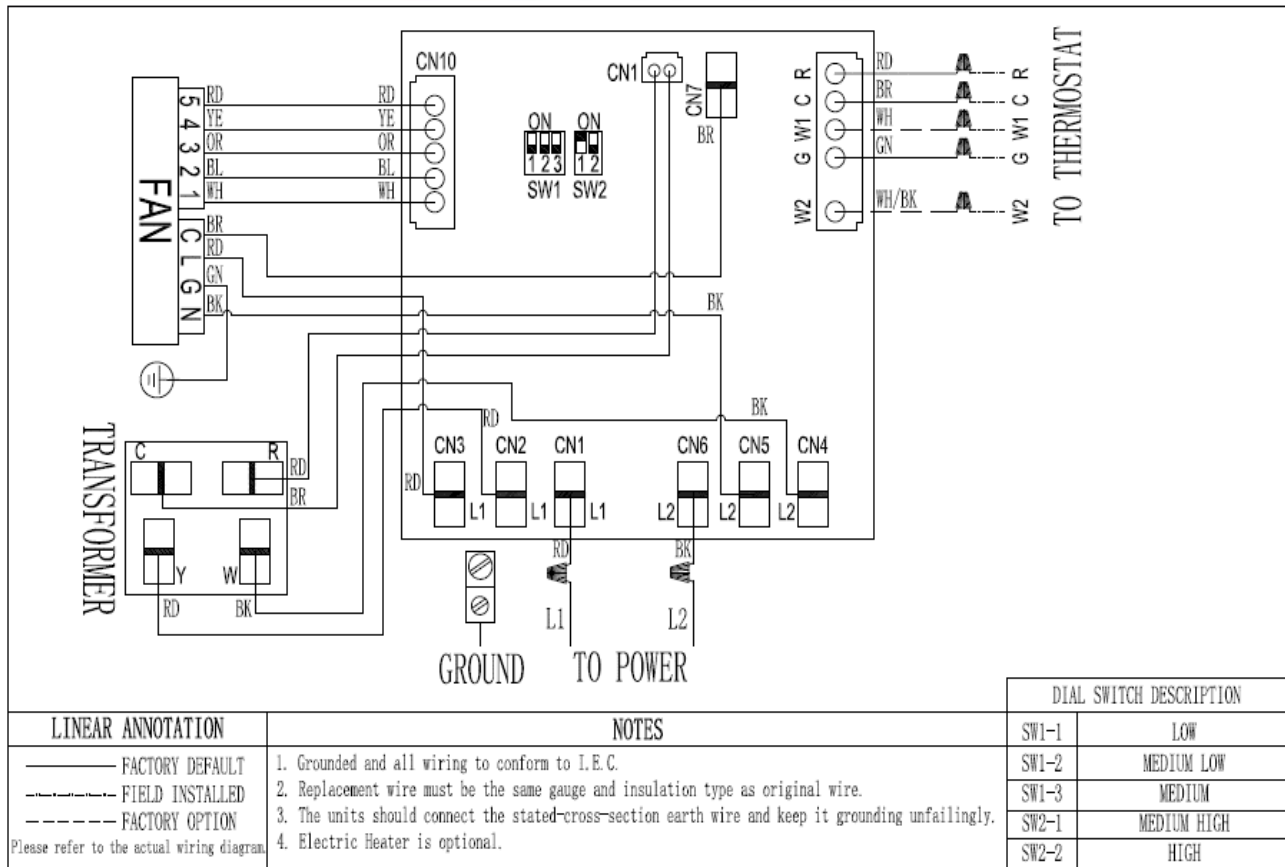 CN10
CN1
CN7
BR
ON
1 2 3
SW1
ON
1 2
SW2
FAN
5 RD RD
4 YE YE
3 OR OR
2 BL BL
1 WH WH
C BR
L RD
G GN
N BK
BK
R RD R
C BR C
W1 WH W1
G GN G
W2 WH/BK W2
TO THERMOSTAT
TRANSFORMER
C
R
RD
BR
Y
W
RD
BK
RD
BK
RD
CN3
L1
CN2
L1
CN1
L1
CN6
L2
CN5
L2
CN4
RD
BK
L1
L2
GROUND
TO POWER
LINEAR ANNOTATION
FACTORY DEFAULT
FIELD INSTALLED
FACTORY OPTION
Please refer to the actual wiring diagram.
NOTES
1. Grounded and all wiring to conform to I.E.C.
2. Replacement wire must be the same gauge and insulation type as original wire.
3. The units should connect the stated-cross-section earth wire and keep it grounding unfailingly.
4. Electric Heater is optional.
DIAL SWITCH DESCRIPTION
SW1-1 LOW
SW1-2 MEDIUM LOW
SW1-3 MEDIUM
SW2-1 MEDIUM HIGH
SW2-2 HIGH